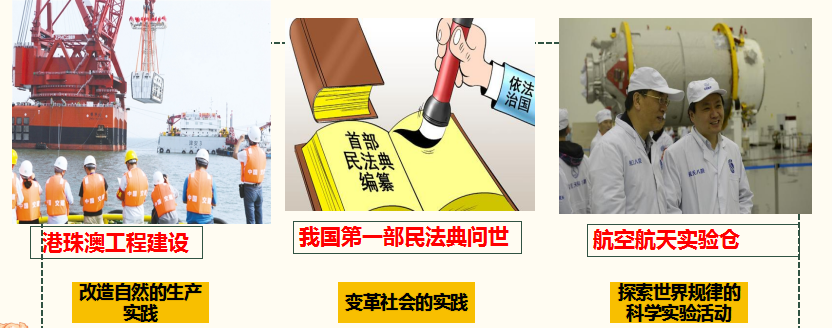 依法
治国
首部
民法典
编纂
港珠澳工程建设
我国第一部民法典问世
航空航天实验仓
改造自然的生产
实践
变革社会的实践
探索世界规律的
科学实验活动